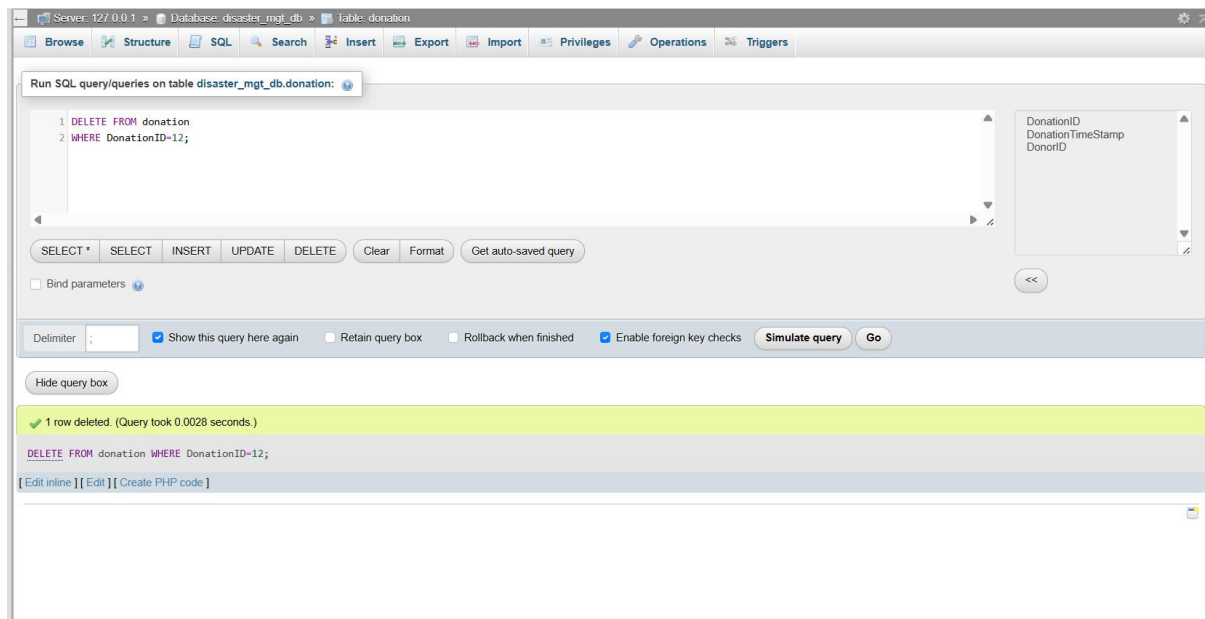 Server: 127.0.0.1 » Database: disaster_mgt_db » Table: donation
Browse Structure SQL Search Insert Export Import Privileges Operations Triggers
Run SQL query/queries on table disaster_mgt_db.donation:
1 DELETE FROM donation
2 WHERE DonationID=12;
DonationID
DonationTimeStamp
DonorID
SELECT * SELECT INSERT UPDATE DELETE Clear Format Get auto-saved query
<<
Bind parameters
Delimiter ; Show this query here again Retain query box Rollback when finished Enable foreign key checks Simulate query Go
Hide query box
1 row deleted. (Query took 0.0028 seconds.)
DELETE FROM donation WHERE DonationID=12;
[ Edit inline ] [ Edit ] [ Create PHP code ]